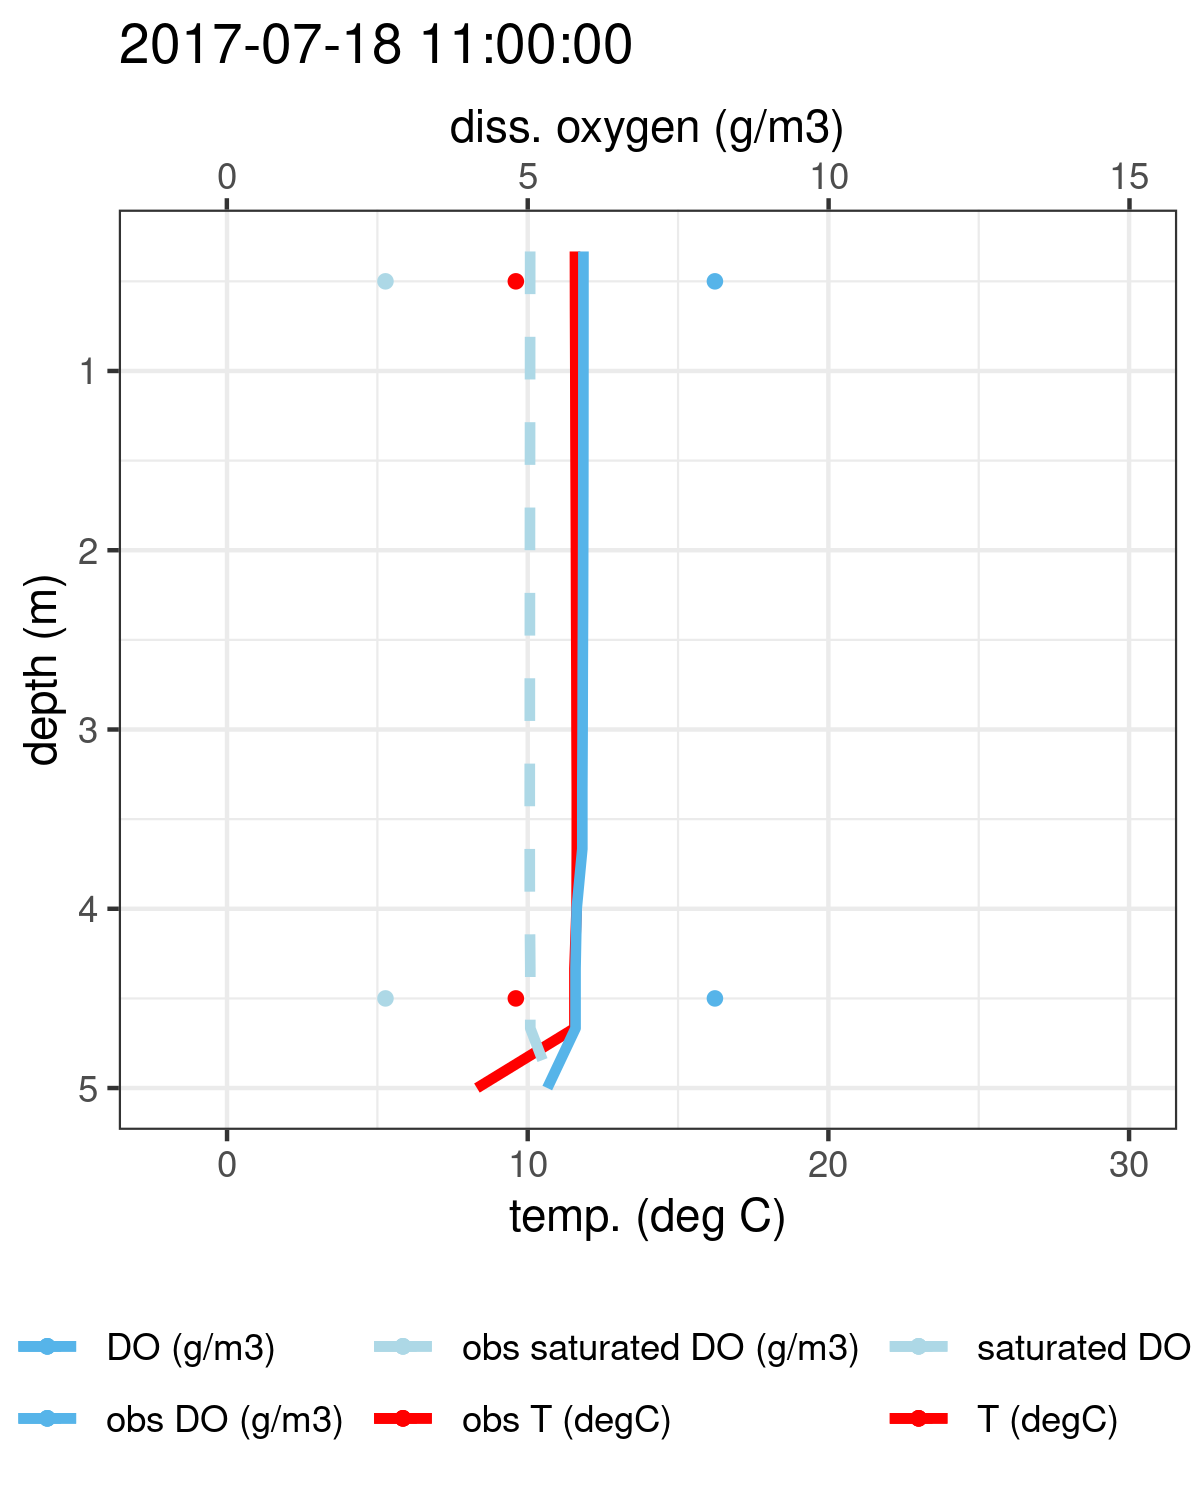 2017-07-18 11:00:00
diss. oxygen (g/m3)
0 5 10 15
depth (m)
1
2
3
4
5
0 10 20 30
temp. (deg C)
DO (g/m3) obs saturated DO (g/m3) saturated DO
obs DO (g/m3) obs T (degC) T (degC)